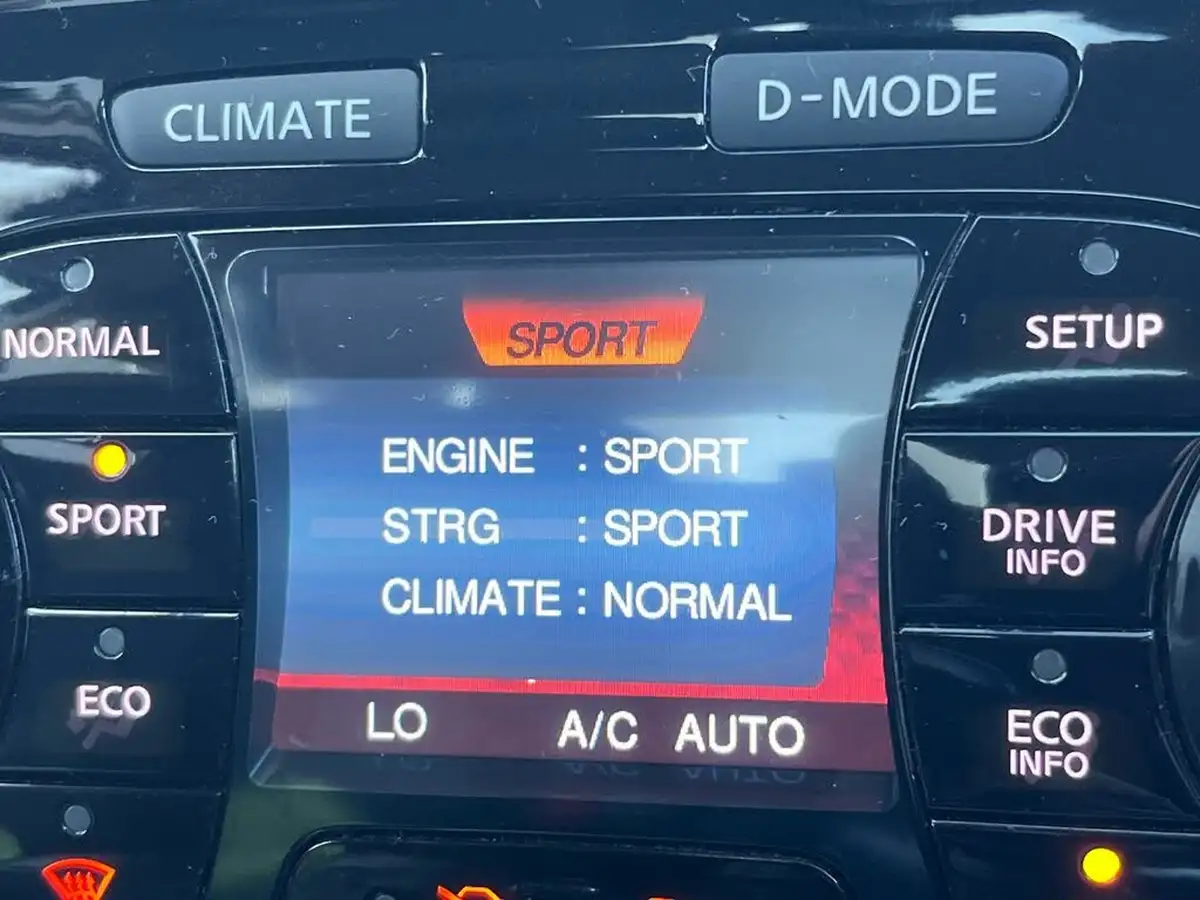 CLIMATE
D-MODE
NORMAL
SETUP
SPORT
ENGINE : SPORT
SPORT
STRG : SPORT
DRIVE
INFO
CLIMATE : NORMAL
ECO
LO A/C AUTO
ECO
INFO